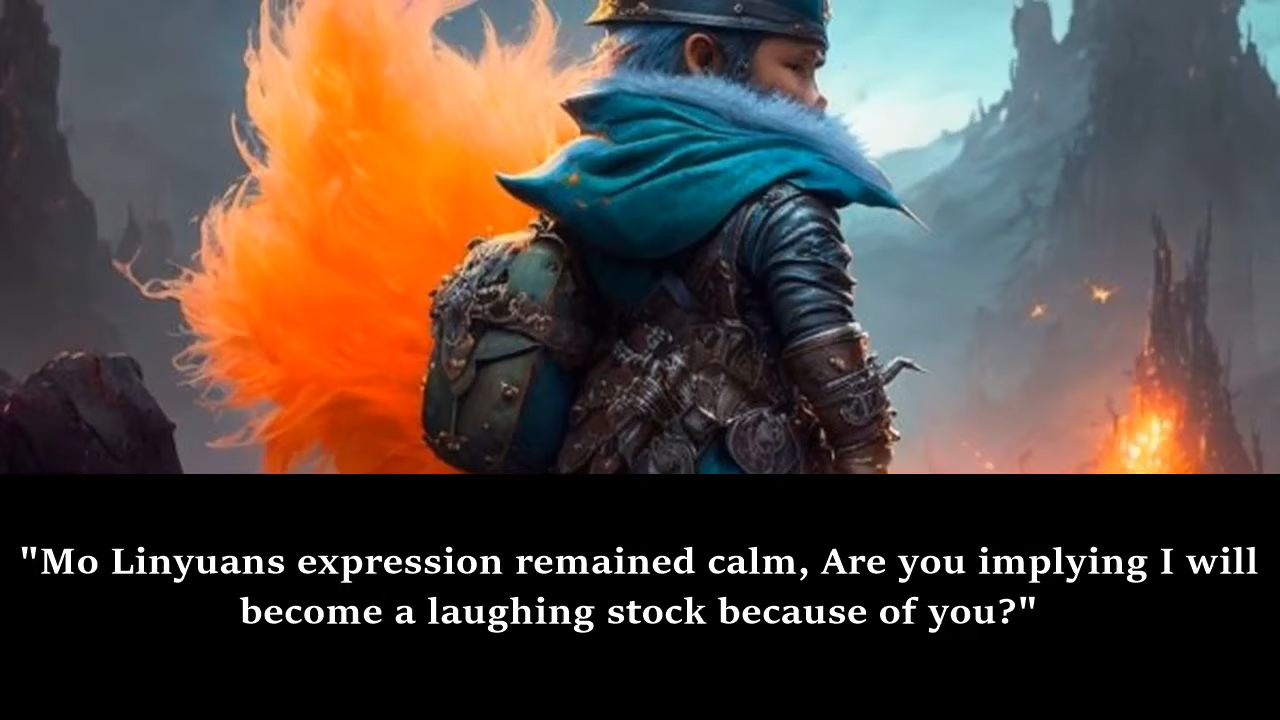 "Mo Linyuans expression remained calm, Are you implying I will
become a laughing stock because of you?"